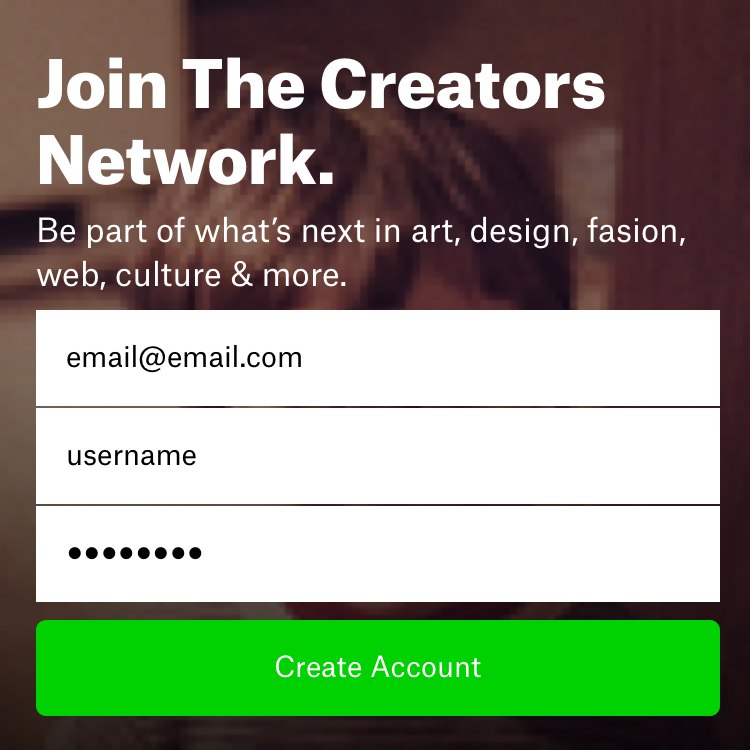 Join The Creators
Network.
Be part of what’s next in art, design, fasion,
web, culture & more.
email@email.com
username
••••••••
Create Account